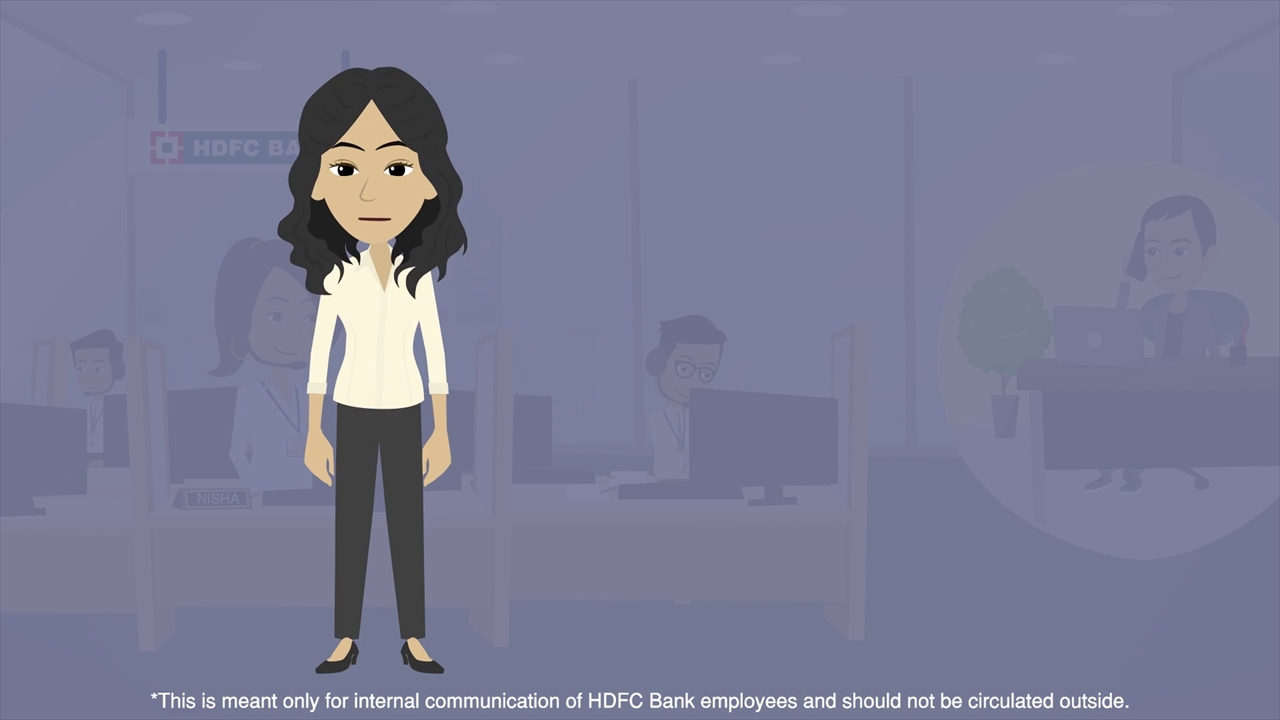 HDFC BA
NISHA
*This is meant only for internal communication of HDFC Bank employees and should not be circulated outside.